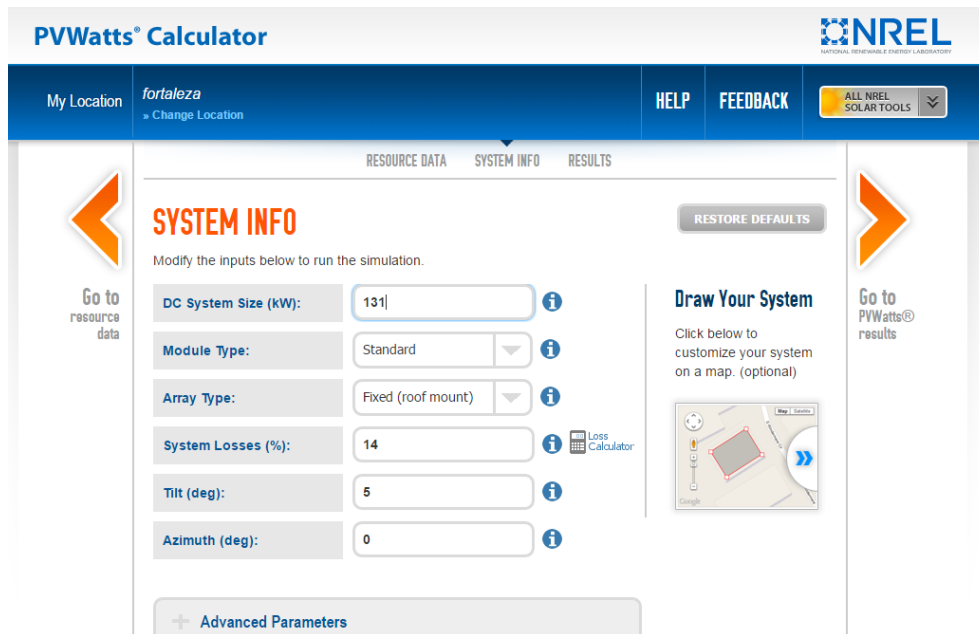 PVWatts® Calculator
NREL
NATIONAL RENEWABLE ENERGY LABORATORY
My Location
fortaleza
» Change Location
HELP
FEEDBACK
ALL NREL
SOLAR TOOLS
RESOURCE DATA
SYSTEM INFO
RESULTS
Go to
resource
data
SYSTEM INFO
RESTORE DEFAULTS
Modify the inputs below to run the simulation.
DC System Size (kW):
131
Module Type:
Standard
Array Type:
Fixed (roof mount)
System Losses (%):
14
Loss
Calculator
Tilt (deg):
5
Azimuth (deg):
0
Advanced Parameters
Draw Your System
Click below to
customize your system
on a map. (optional)
Map
Satellite
Google
Go to
PVWatts®
results